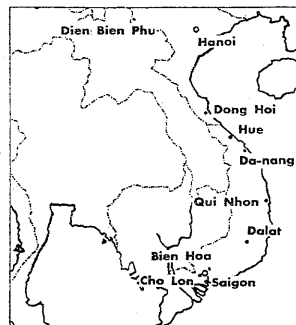 Dien Bien Phu
Hanoi
Dong Hoi
Hue
Da-nang
Qui Nhon
Dalat
Bien Hoa
Cho Lon
Saigon